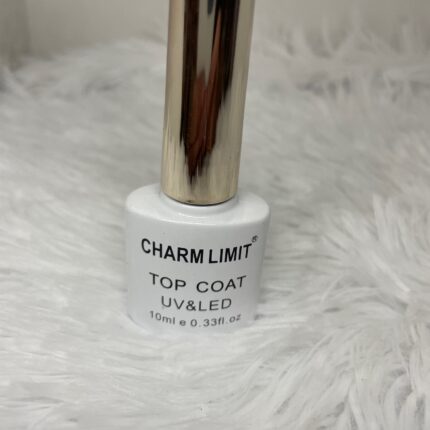 CHARM LIMIT®
TOP COAT
UV&LED
10ml e 0.33fl.oz